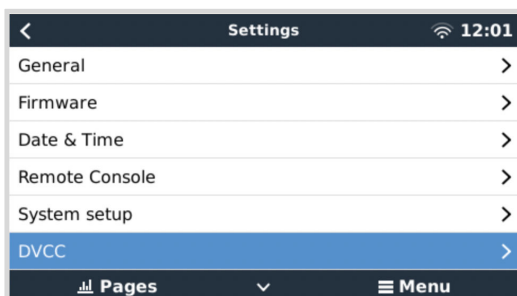 Settings 12:01
General
Firmware
Date & Time
Remote Console
System setup
DVCC
Pages Menu